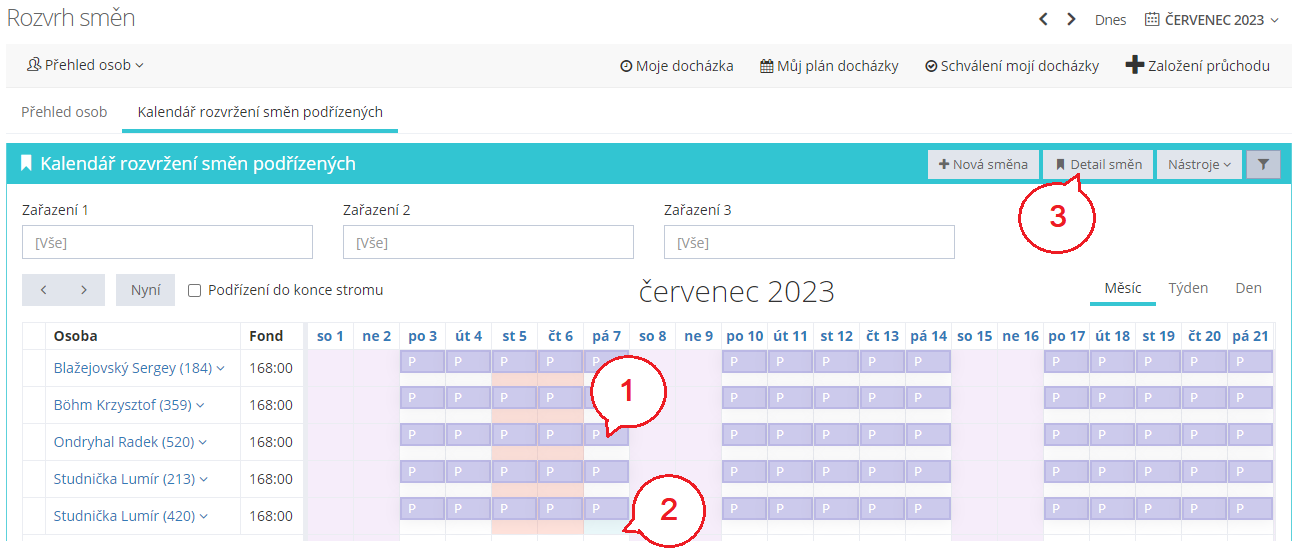 Rozvrh směn
Dnes ČERVENEC 2023
Přehled osob Moje docházka Můj plán docházky Schválení mojí docházky Založení průchodu
Přehled osob Kalendář rozvržení směn podřízených
Kalendář rozvržení směn podřízených Nová směna Detail směn Nástroje
3
Zařazení 1 Zařazení 2 Zařazení 3
[Vše] [Vše] [Vše]
Nyní Podřízení do konce stromu červenec 2023 Měsíc Týden Den
Osoba Fond so 1 ne 2 po 3 út 4 st 5 čt 6 pá 7 so 8 ne 9 po 10 út 11 st 12 čt 13 pá 14 so 15 ne 16 po 17 út 18 st 19 čt 20 pá 21
Blažejovský Sergey (184) 168:00 P P P P P P P P P P P P P P P
1
Böhm Krzysztof (359) 168:00 P P P P P P P P P P P P P P
Ondryhal Radek (520) 168:00 P P P P P P P P P P P P P P P
Studnička Lumír (213) 168:00 P P P P P P P P P P P P P P P
2
Studnička Lumír (420) 168:00 P P P P P P P P P P P P P P P